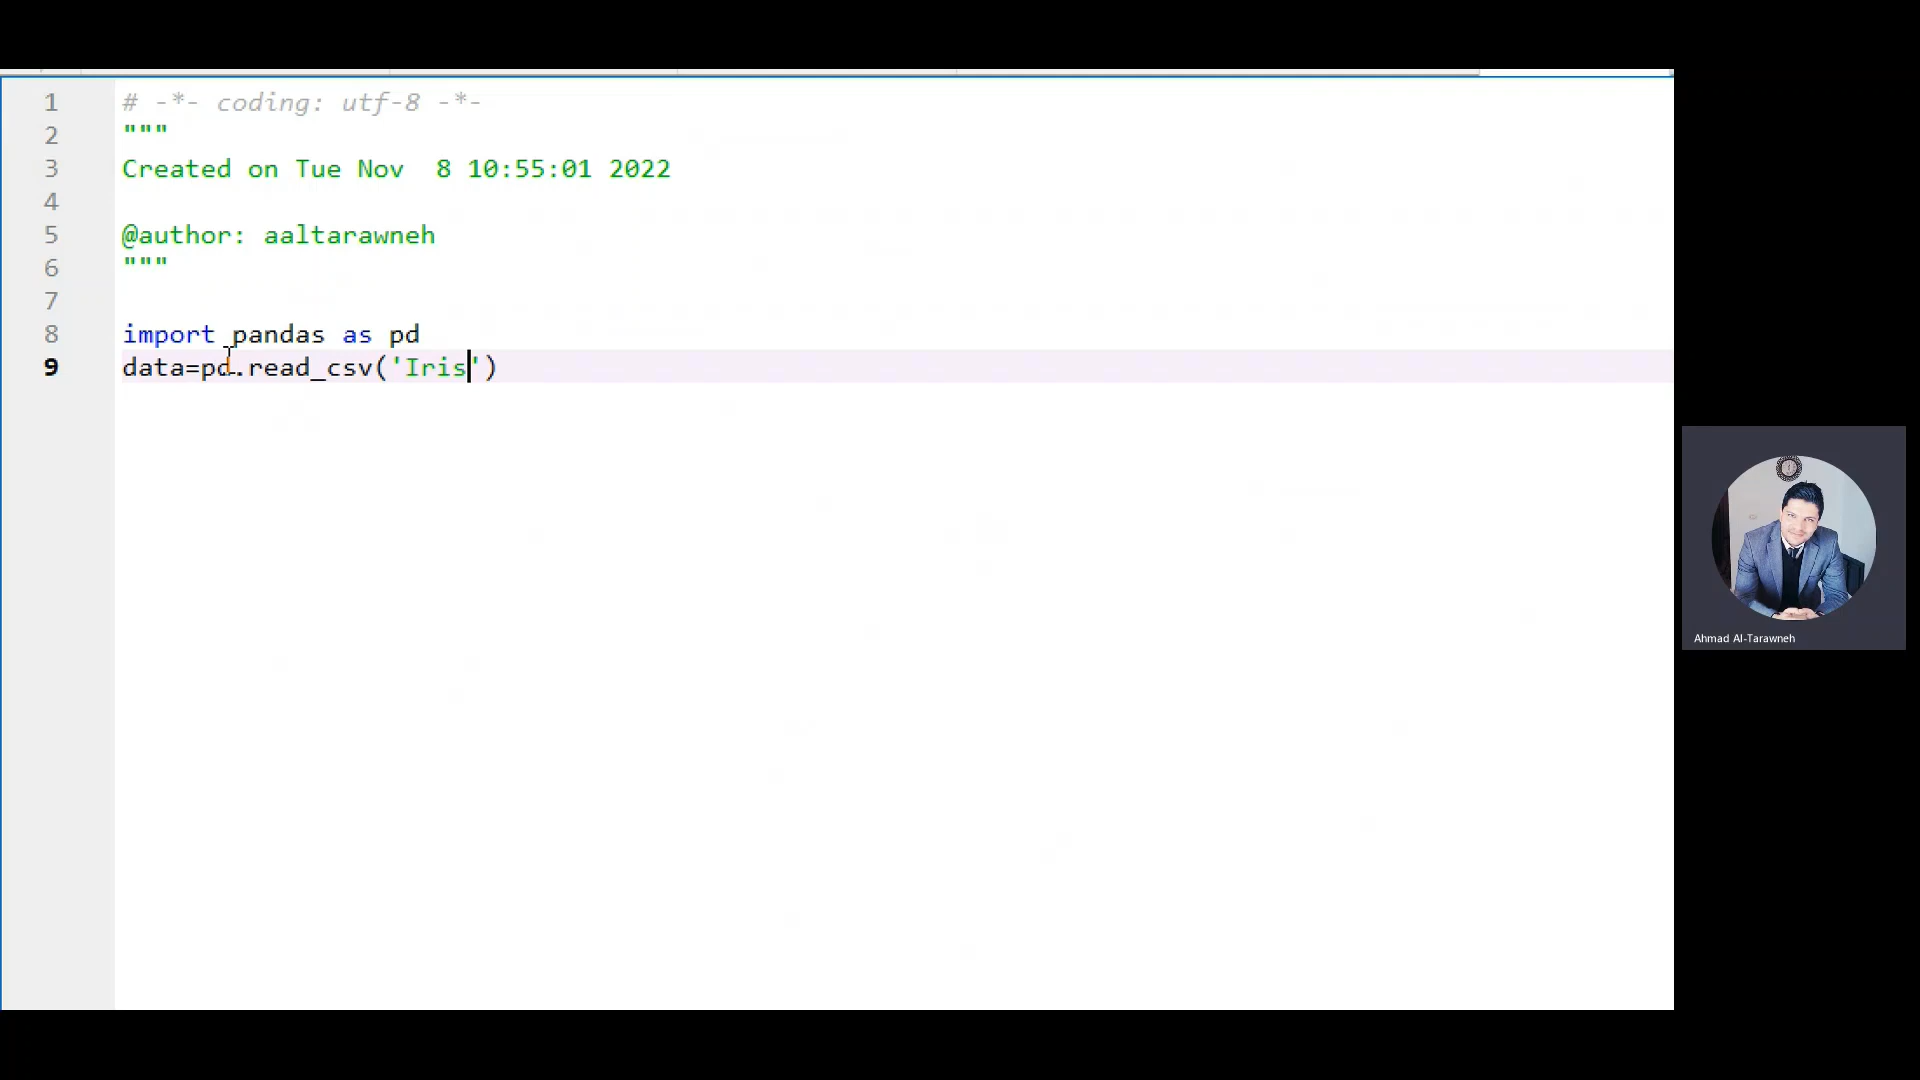 1 # -*- coding: utf-8 -*-
2 """
3 Created on Tue Nov  8 10:55:01 2022
4
5 @author: aaltarawneh
6 """
7
8 import pandas as pd
9 data=pd.read_csv('Iris')
Ahmad Al-Tarawneh